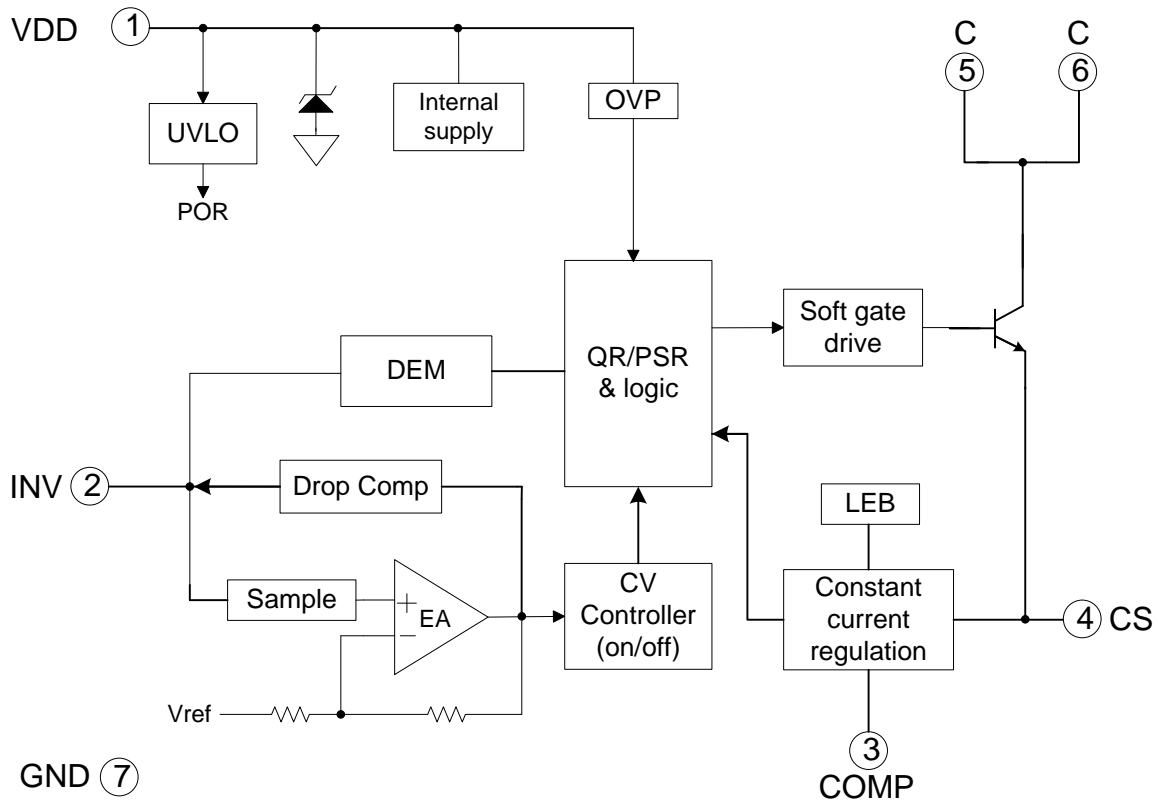 VDD 1
C
C
5
6
UVLO
Internal
supply
OVP
POR
QR/PSR
& logic
Soft gate
drive
DEM
INV 2
Drop Comp
LEB
Sample
+
EA
−
CV
Controller
(on/off)
Constant
current
regulation
4 CS
Vref
GND 7
3
COMP